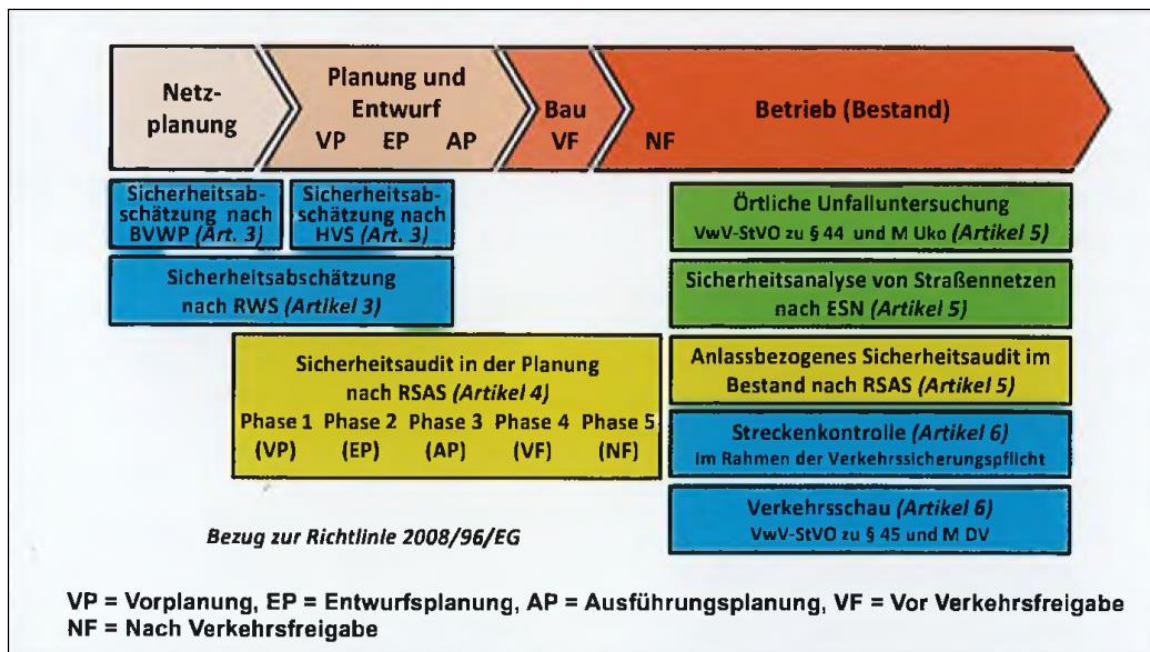 Netz-
planung
Planung und
Entwurf
VP EP AP
Bau
VF
Betrieb (Bestand)
NF
Sicherheitsab-
schätzung nach
BVWP (Art. 3)
Sicherheitsab-
schätzung nach
HVS (Art. 3)
Sicherheitsabschätzung
nach RWS (Artikel 3)
Sicherheitsaudit in der Planung
nach RSAS (Artikel 4)
Phase 1 Phase 2 Phase 3 Phase 4 Phase 5
(VP) (EP) (AP) (VF) (NF)
Örtliche Unfalluntersuchung
VwV-StVO zu § 44 und M Uko (Artikel 5)
Sicherheitsanalyse von Straßennetzen
nach ESN (Artikel 5)
Anlassbezogenes Sicherheitsaudit im
Bestand nach RSAS (Artikel 5)
Streckenkontrolle (Artikel 6)
im Rahmen der Verkehrssicherungspflicht
Verkehrsschau (Artikel 6)
VwV-StVO zu § 45 und M DV
Bezug zur Richtlinie 2008/96/EG
VP = Vorplanung, EP = Entwurfsplanung, AP = Ausführungsplanung, VF = Vor Verkehrsfreigabe
NF = Nach Verkehrsfreigabe